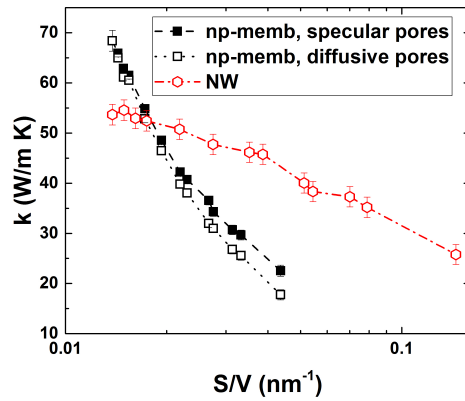 np-memb, specular pores
np-memb, diffusive pores
NW
k (W/m K)
70
60
50
40
30
20
10
0.01
0.1
S/V (nm⁻¹)